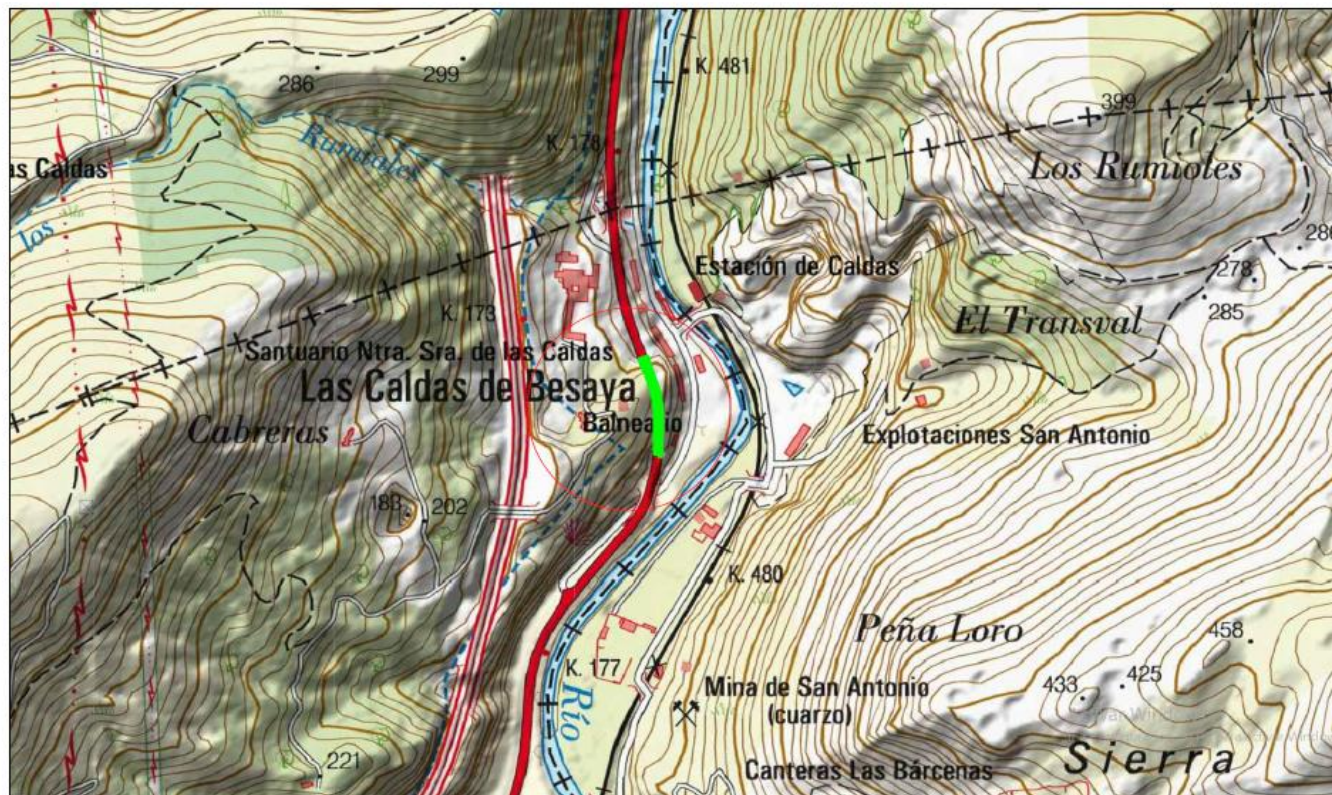 K. 481
299
286
399
Rumiales
K. 178
as Caldas
Los Rumioles
los
286
Estación de Caldas
278
285
El Transval
K. 173
Santuario Ntra. Sra. de las Caldas
Las Caldas de Besaya
Balneario
Cabreras
Explotaciones San Antonio
183
202
K. 480
Peña Loro
458
K. 177
425
433
Río
Mina de San Antonio
(cuarzo)
221
Canteras Las Bárcenas
Sierra